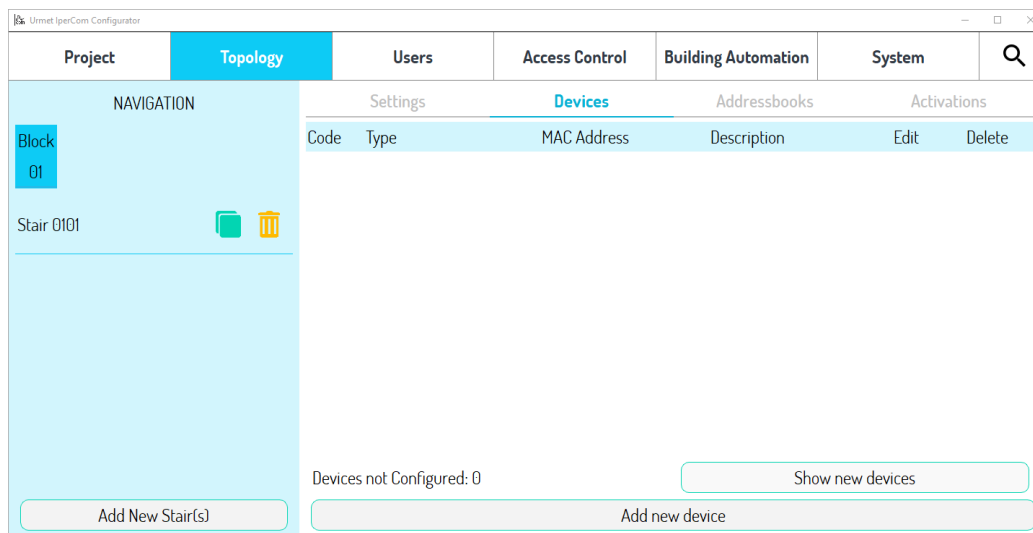 Urmet IperCom Configurator
Project Topology Users Access Control Building Automation System
NAVIGATION
Settings Devices Addressbooks Activations
Block
01
Code Type MAC Address Description Edit Delete
Stair 0101
Devices not Configured: 0
Show new devices
Add New Stair(s)
Add new device